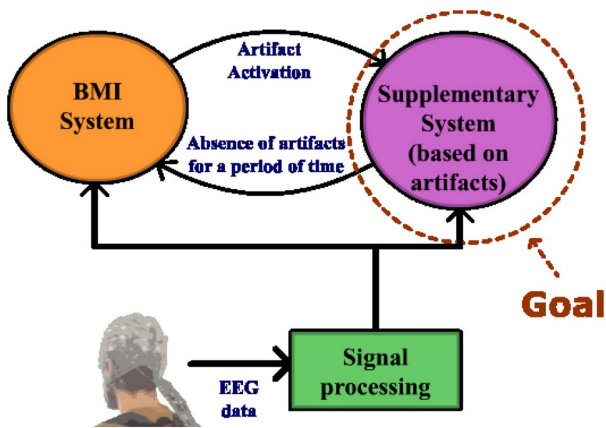 BMI
System
Artifact
Activation
Supplementary
System
(based on
artifacts)
Absence of artifacts
for a period of time
Goal
Signal
processing
EEG
data